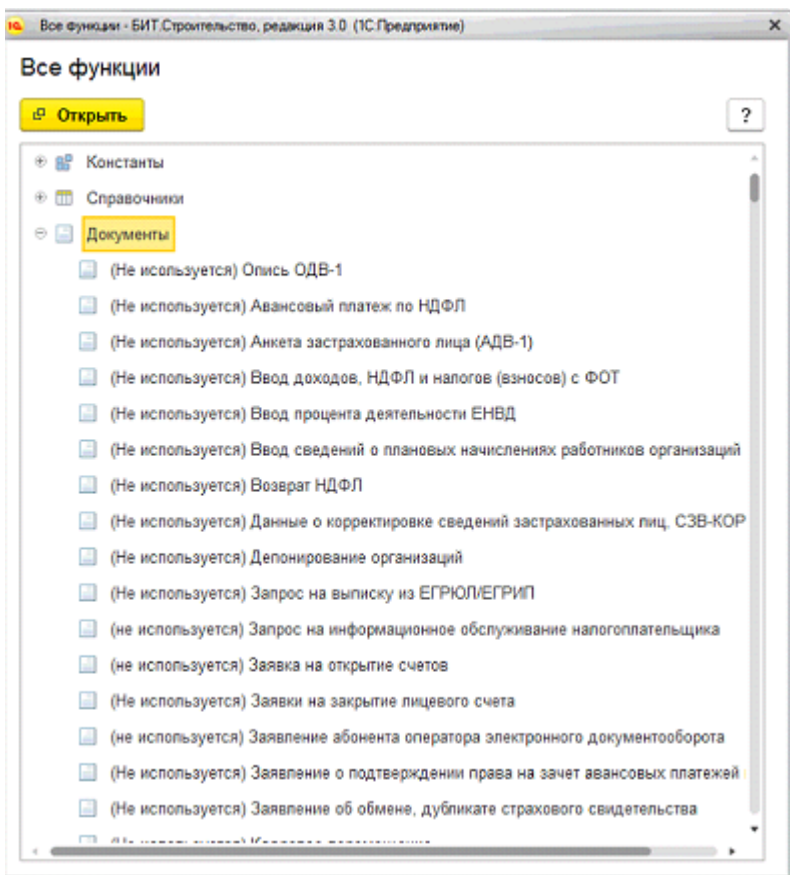 1С Все функции - БИТ.Строительство, редакция 3.0 (1С:Предприятие)
Все функции
Открыть ?
Константы
Справочники
Документы
(Не исользуется) Опись ОДВ-1
(Не используется) Авансовый платеж по НДФЛ
(Не используется) Анкета застрахованного лица (АДВ-1)
(Не используется) Ввод доходов, НДФЛ и налогов (взносов) с ФОТ
(Не используется) Ввод процента деятельности ЕНВД
(Не используется) Ввод сведений о плановых начислениях работников организаций
(Не используется) Возврат НДФЛ
(Не используется) Данные о корректировке сведений застрахованных лиц, СЗВ-КОР
(Не используется) Депонирование организаций
(Не используется) Запрос на выписку из ЕГРЮЛ/ЕГРИП
(не используется) Запрос на информационное обслуживание налогоплательщика
(не используется) Заявка на открытие счетов
(Не используется) Заявки на закрытие лицевого счета
(не используется) Заявление абонента оператора электронного документооборота
(Не используется) Заявление о подтверждении права на зачет авансовых платежей
(Не используется) Заявление об обмене, дубликате страхового свидетельства